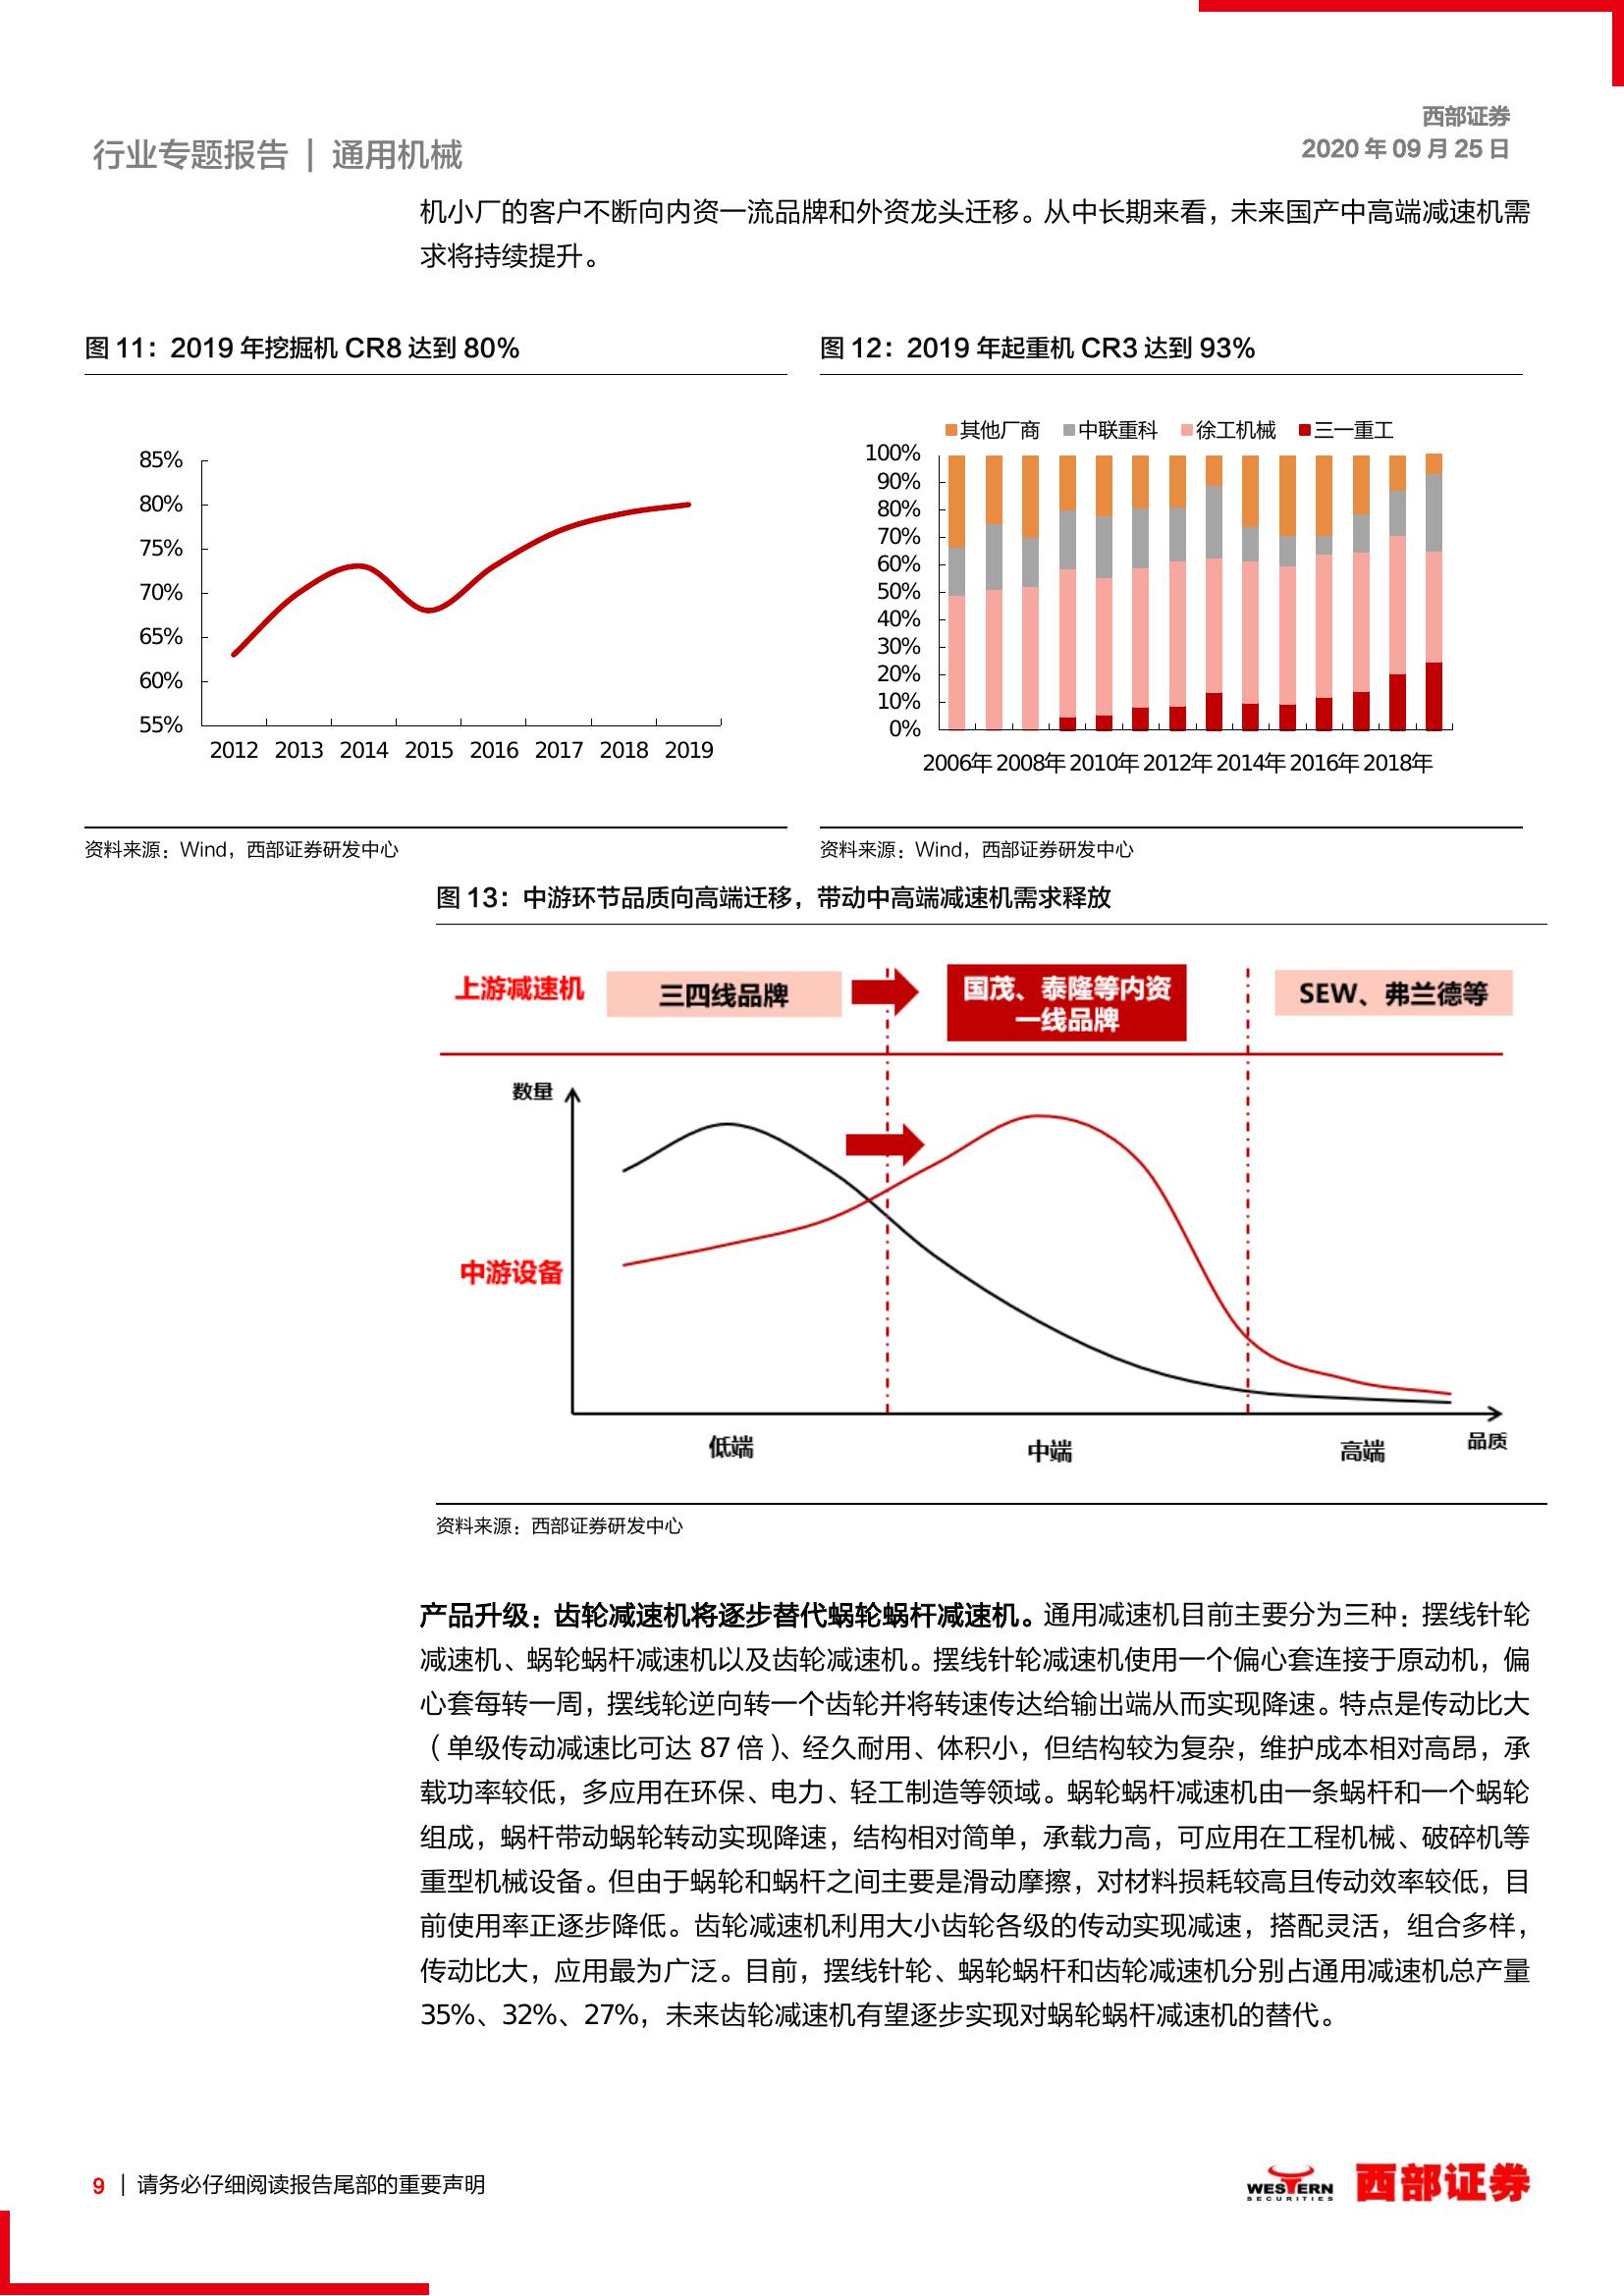 西部证券
行业专题报告 | 通用机械
2020 年 09 月 25 日
机小厂的客户不断向内资一流品牌和外资龙头迁移。从中长期来看，未来国产中高端减速机需
求将持续提升。
图 11：2019 年挖掘机 CR8 达到 80%
85%
80%
75%
70%
65%
60%
55%
2012 2013 2014 2015 2016 2017 2018 2019
资料来源：Wind，西部证券研发中心
图 12：2019 年起重机 CR3 达到 93%
其他厂商 中联重科 徐工机械 三一重工
100%
90%
80%
70%
60%
50%
40%
30%
20%
10%
0%
2006年 2008年 2010年 2012年 2014年 2016年 2018年
资料来源：Wind，西部证券研发中心
图 13：中游环节品质向高端迁移，带动中高端减速机需求释放
上游减速机 三四线品牌 国茂、泰隆等内资
一线品牌
SEW、弗兰德等
数量
中游设备
低端 中端 高端 品质
资料来源：西部证券研发中心
产品升级：齿轮减速机将逐步替代蜗轮蜗杆减速机。通用减速机目前主要分为三种：摆线针轮
减速机、蜗轮蜗杆减速机以及齿轮减速机。摆线针轮减速机使用一个偏心套连接于原动机，偏
心套每转一周，摆线轮逆向转一个齿轮并将转速传达给输出端从而实现降速。特点是传动比大
（单级传动减速比可达 87 倍）、经久耐用、体积小，但结构较为复杂，维护成本相对高昂，承
载功率较低，多应用在环保、电力、轻工制造等领域。蜗轮蜗杆减速机由一条蜗杆和一个蜗轮
组成，蜗杆带动蜗轮转动实现降速，结构相对简单，承载力高，可应用在工程机械、破碎机等
重型机械设备。但由于蜗轮和蜗杆之间主要是滑动摩擦，对材料损耗较高且传动效率较低，目
前使用率正逐步降低。齿轮减速机利用大小齿轮各级的传动实现减速，搭配灵活，组合多样，
传动比大，应用最为广泛。目前，摆线针轮、蜗轮蜗杆和齿轮减速机分别占通用减速机总产量
35%、32%、27%，未来齿轮减速机有望逐步实现对蜗轮蜗杆减速机的替代。
9 | 请务必仔细阅读报告尾部的重要声明
WESTERN
SECURITIES
西部证券